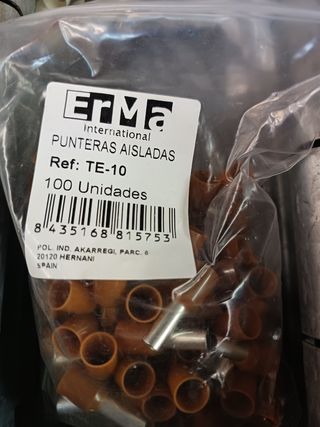 ErMa
International
PUNTERAS AISLADAS
Ref: TE-10
100 Unidades
8 435168 815753
POL. IND. AKARREGI, PARC. 6
20120 HERNANI
SPAIN